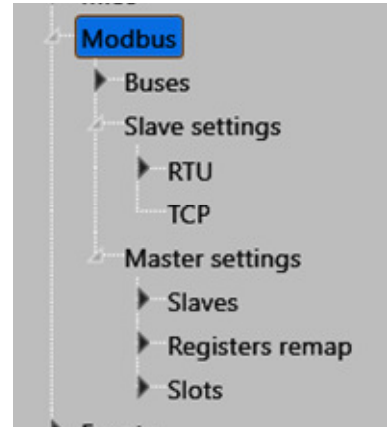 Modbus
Buses
Slave settings
RTU
TCP
Master settings
Slaves
Registers remap
Slots